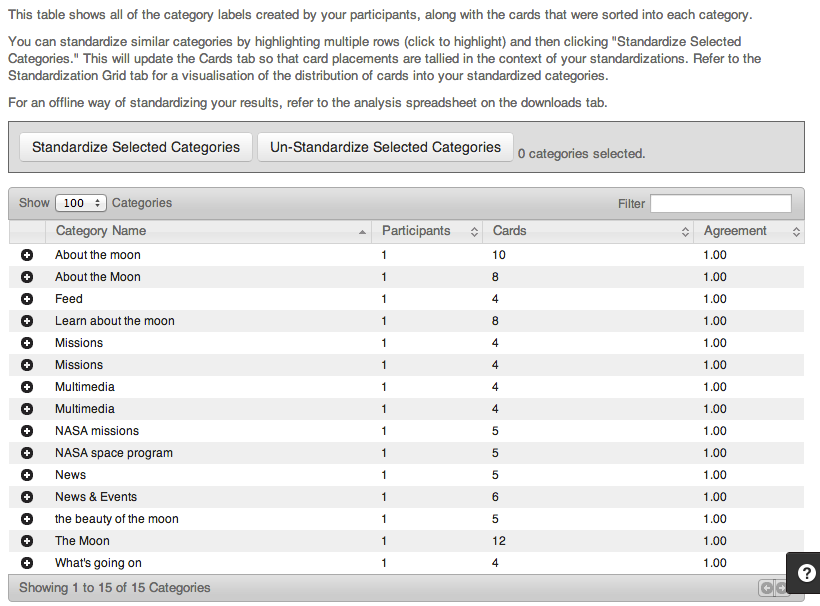 This table shows all of the category labels created by your participants, along with the cards that were sorted into each category.
You can standardize similar categories by highlighting multiple rows (click to highlight) and then clicking "Standardize Selected
Categories." This will update the Cards tab so that card placements are tallied in the context of your standardizations. Refer to the
Standardization Grid tab for a visualisation of the distribution of cards into your standardized categories.
For an offline way of standardizing your results, refer to the analysis spreadsheet on the downloads tab.
Standardize Selected Categories Un-Standardize Selected Categories 0 categories selected.
Show 100 Categories Filter
Category Name Participants Cards Agreement
About the moon 1 10 1.00
About the Moon 1 8 1.00
Feed 1 4 1.00
Learn about the moon 1 8 1.00
Missions 1 4 1.00
Missions 1 4 1.00
Multimedia 1 4 1.00
Multimedia 1 4 1.00
NASA missions 1 5 1.00
NASA space program 1 5 1.00
News 1 5 1.00
News & Events 1 6 1.00
the beauty of the moon 1 5 1.00
The Moon 1 12 1.00
What's going on 1 4 1.00
Showing 1 to 15 of 15 Categories
?